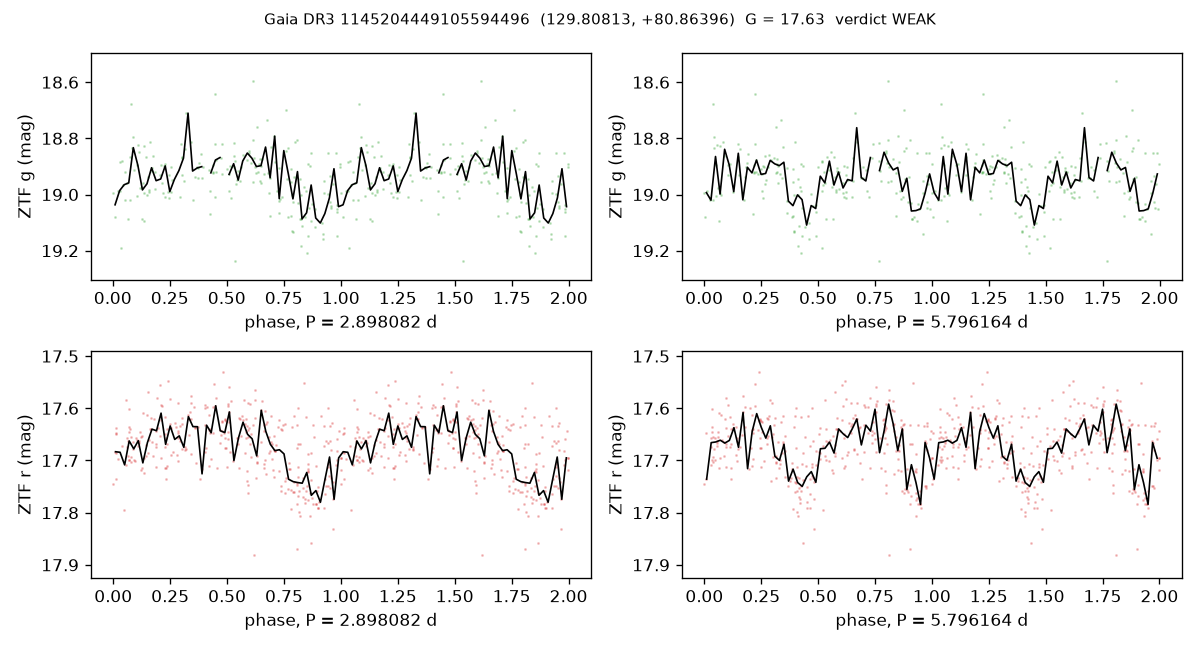 Gaia DR3 1145204449105594496 (129.80813, +80.86396) G = 17.63 verdict WEAK
ZTF g (mag)
18.6
18.8
19.0
19.2
0.00 0.25 0.50 0.75 1.00 1.25 1.50 1.75 2.00
phase, P = 2.898082 d
ZTF g (mag)
18.6
18.8
19.0
19.2
0.00 0.25 0.50 0.75 1.00 1.25 1.50 1.75 2.00
phase, P = 5.796164 d
ZTF r (mag)
17.5
17.6
17.7
17.8
17.9
0.00 0.25 0.50 0.75 1.00 1.25 1.50 1.75 2.00
phase, P = 2.898082 d
ZTF r (mag)
17.5
17.6
17.7
17.8
17.9
0.00 0.25 0.50 0.75 1.00 1.25 1.50 1.75 2.00
phase, P = 5.796164 d